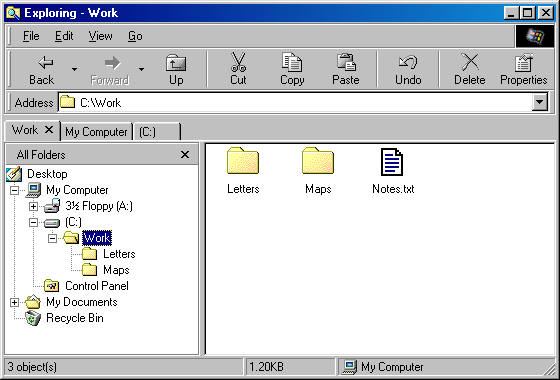 Exploring - Work
File Edit View Go
Back Forward Up Cut Copy Paste Undo Delete Properties
Address C:\Work
Work My Computer (C:)
All Folders
Desktop
My Computer
3½ Floppy (A:)
(C:)
Work
Letters
Maps
Control Panel
My Documents
Recycle Bin
Letters Maps Notes.txt
3 object(s) 1.20KB My Computer